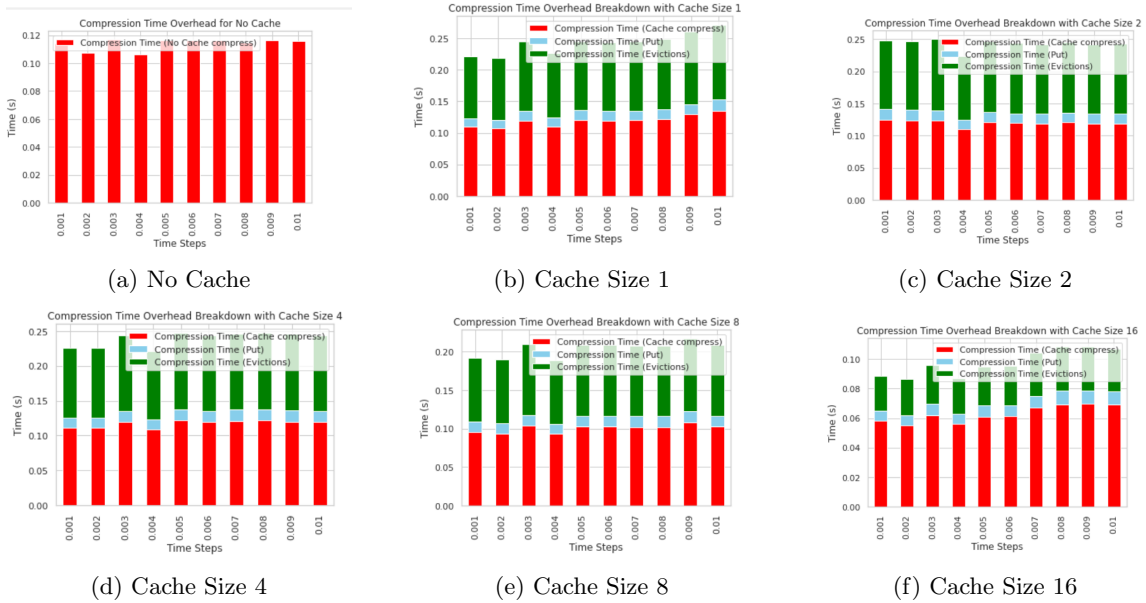 Compression Time Overhead for No Cache
Compression Time (No Cache compress)
Time (s)
0.12
0.10
0.08
0.06
0.04
0.02
0.00
0.001 0.002 0.003 0.004 0.005 0.006 0.007 0.008 0.009 0.01
Time Steps
(a) No Cache
Compression Time Overhead Breakdown with Cache Size 1
Compression Time (Cache compress)
Compression Time (Put)
Compression Time (Evictions)
Time (s)
0.25
0.20
0.15
0.10
0.05
0.00
0.001 0.002 0.003 0.004 0.005 0.006 0.007 0.008 0.009 0.01
Time Steps
(b) Cache Size 1
Compression Time Overhead Breakdown with Cache Size 2
Compression Time (Cache compress)
Compression Time (Put)
Compression Time (Evictions)
Time (s)
0.25
0.20
0.15
0.10
0.05
0.00
0.001 0.002 0.003 0.004 0.005 0.006 0.007 0.008 0.009 0.01
Time Steps
(c) Cache Size 2
Compression Time Overhead Breakdown with Cache Size 4
Compression Time (Cache compress)
Compression Time (Put)
Compression Time (Evictions)
Time (s)
0.25
0.20
0.15
0.10
0.05
0.00
0.001 0.002 0.003 0.004 0.005 0.006 0.007 0.008 0.009 0.01
Time Steps
(d) Cache Size 4
Compression Time Overhead Breakdown with Cache Size 8
Compression Time (Cache compress)
Compression Time (Put)
Compression Time (Evictions)
Time (s)
0.20
0.15
0.10
0.05
0.00
0.001 0.002 0.003 0.004 0.005 0.006 0.007 0.008 0.009 0.01
Time Steps
(e) Cache Size 8
Compression Time Overhead Breakdown with Cache Size 16
Compression Time (Cache compress)
Compression Time (Put)
Compression Time (Evictions)
Time (s)
0.10
0.08
0.06
0.04
0.02
0.00
0.001 0.002 0.003 0.004 0.005 0.006 0.007 0.008 0.009 0.01
Time Steps
(f) Cache Size 16